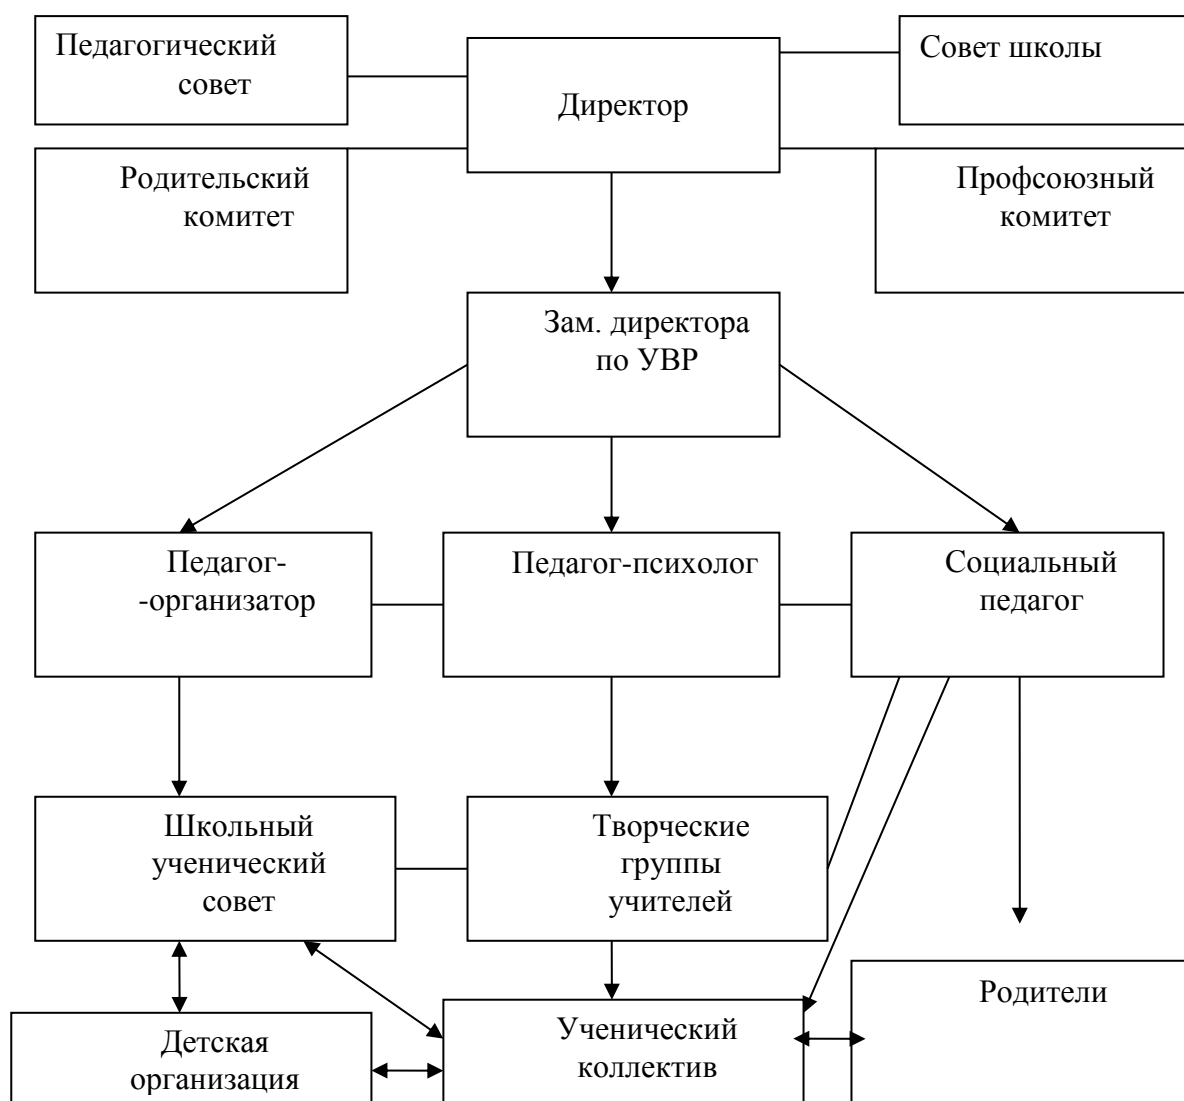 Педагогический
совет
Директор
Совет школы
Родительский
комитет
Профсоюзный
комитет
Зам. директора
по УВР
Педагог-
-организатор
Педагог-психолог
Социальный
педагог
Школьный
ученический
совет
Творческие
группы
учителей
Детская
организация
Ученический
коллектив
Родители